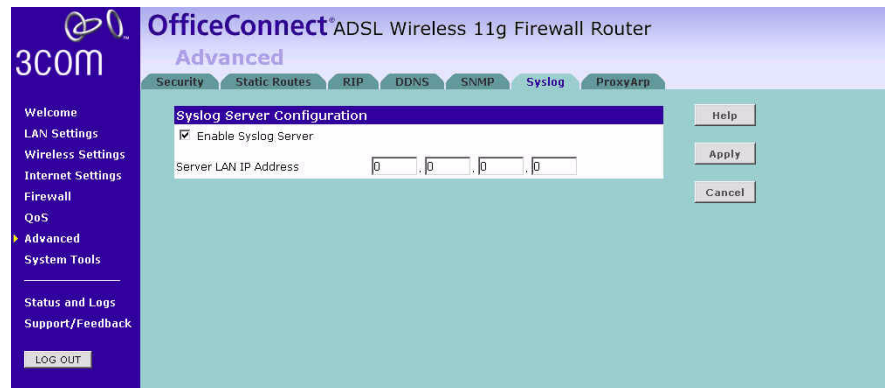 3COM
OfficeConnect® ADSL Wireless 11g Firewall Router
Advanced
Security Static Routes RIP DDNS SNMP Syslog ProxyArp
Welcome
LAN Settings
Wireless Settings
Internet Settings
Firewall
QoS
Advanced
System Tools
Status and Logs
Support/Feedback
LOG OUT
Syslog Server Configuration
Enable Syslog Server
Server LAN IP Address 0 . 0 . 0 . 0
Help
Apply
Cancel